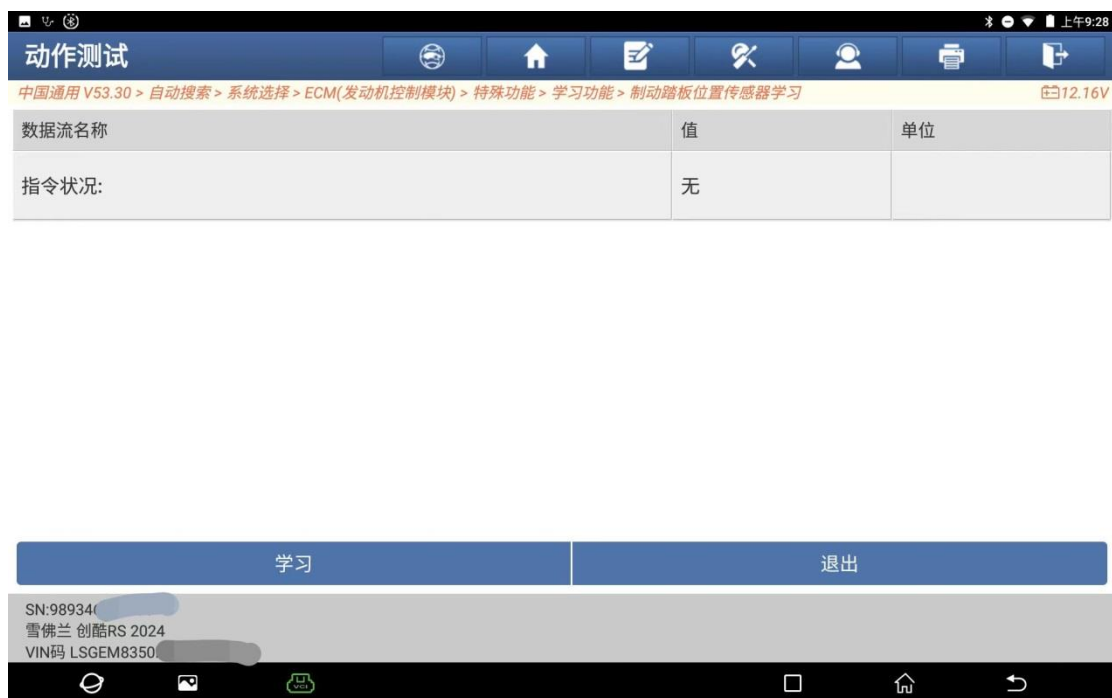 上午9:28
动作测试
中国通用 V53.30 > 自动搜索 > 系统选择 > ECM(发动机控制模块) > 特殊功能 > 学习功能 > 制动踏板位置传感器学习 12.16V
数据流名称 值 单位
指令状况: 无
学习 退出
SN:98934
雪佛兰 创酷RS 2024
VIN码 LSGEM8350
VCI